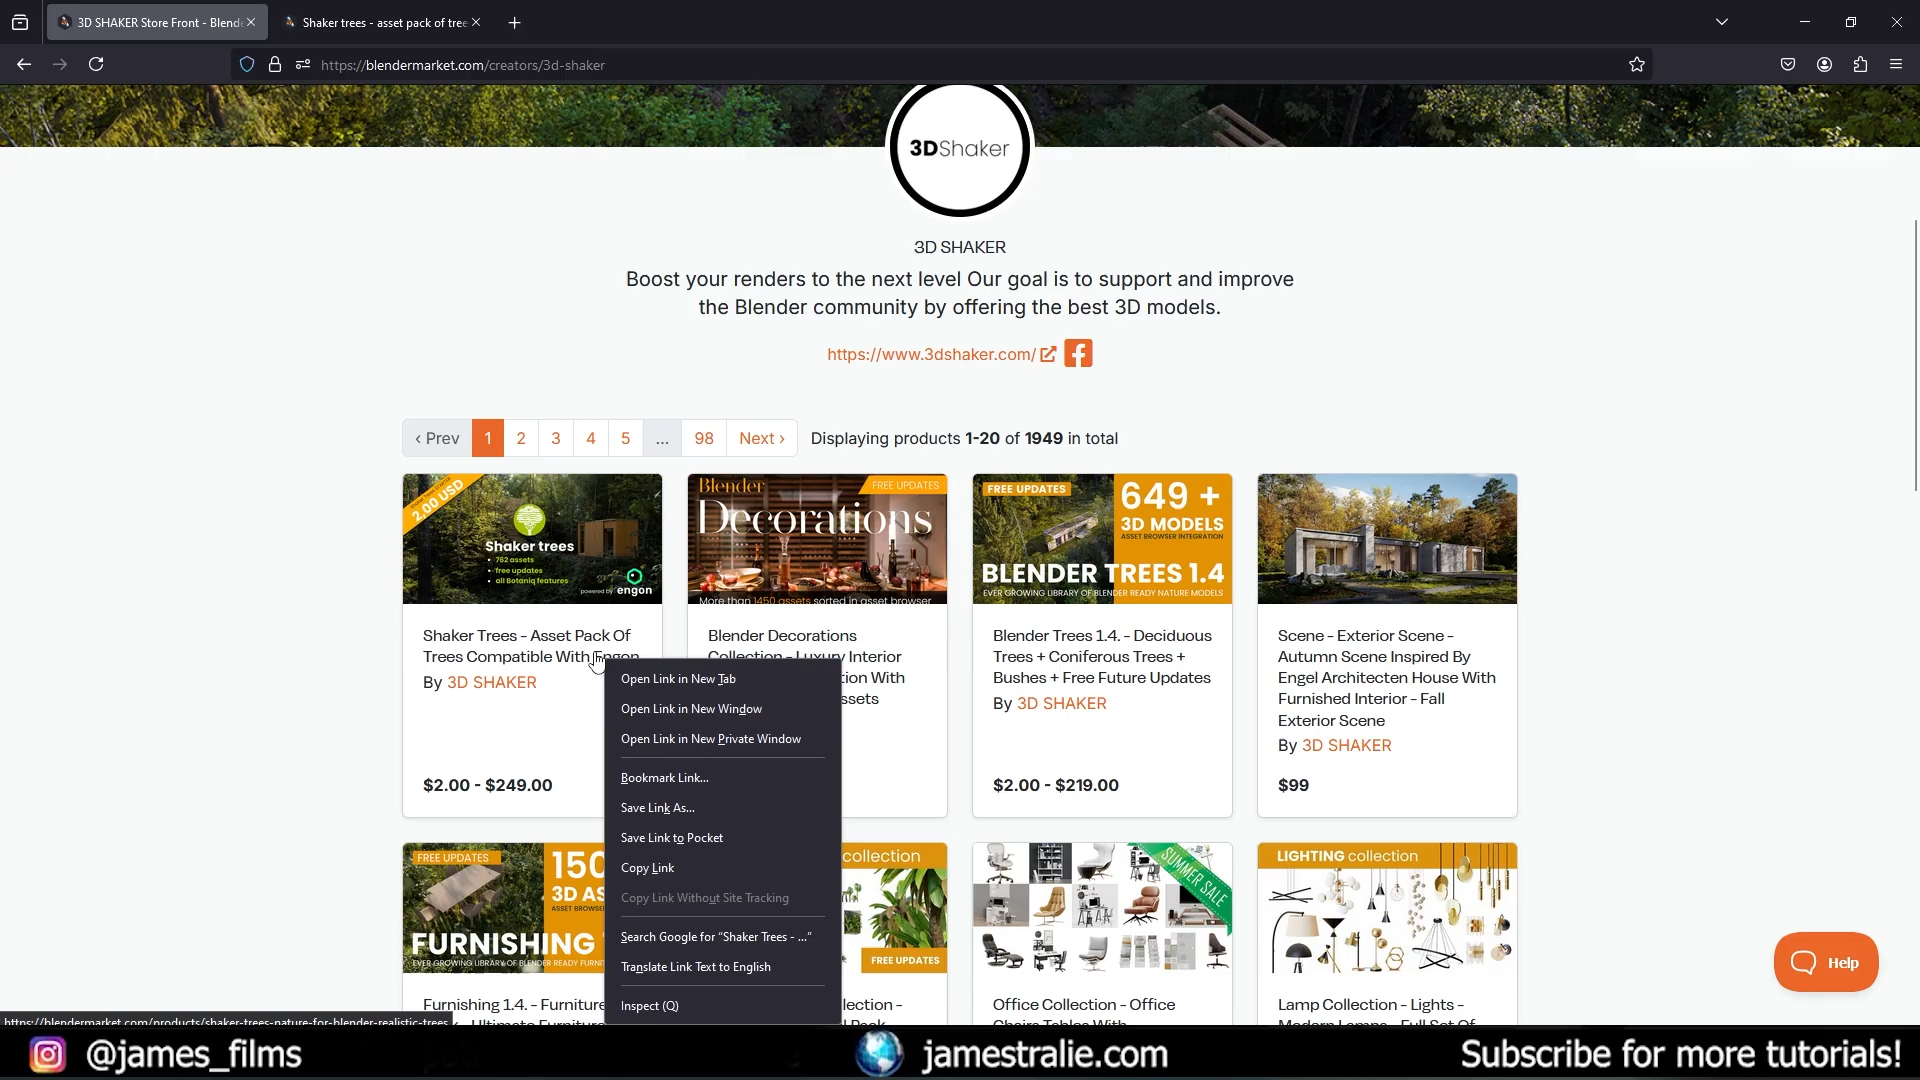 3D SHAKER Store Front - Blend
Shaker trees - asset pack of tree
https://blendermarket.com/creators/3d-shaker
3DShaker
3D SHAKER
Boost your renders to the next level Our goal is to support and improve
the Blender community by offering the best 3D models.
https://www.3dshaker.com/
‹ Prev 1 2 3 4 5 ... 98 Next › Displaying products 1-20 of 1949 in total
2,00 USD
Shaker trees
762 assets
free updates
all Botaniq features
powered by engon
Shaker Trees - Asset Pack Of
Trees Compatible With Engon
By 3D SHAKER
$2.00 - $249.00
Blender
FREE UPDATES
Decorations
More than 1450 assets sorted in asset browser
Blender Decorations
Collection - Luxury Interior
tion With
ssets
FREE UPDATES
649 +
3D MODELS
ASSET BROWSER INTEGRATION
BLENDER TREES 1.4
EVER GROWING LIBRARY OF BLENDER READY NATURE MODELS
Blender Trees 1.4. - Deciduous
Trees + Coniferous Trees +
Bushes + Free Future Updates
By 3D SHAKER
$2.00 - $219.00
Scene - Exterior Scene -
Autumn Scene Inspired By
Engel Architecten House With
Furnished Interior - Fall
Exterior Scene
By 3D SHAKER
$99
Open Link in New Tab
Open Link in New Window
Open Link in New Private Window
Bookmark Link...
Save Link As...
Save Link to Pocket
Copy Link
Copy Link Without Site Tracking
Search Google for “Shaker Trees - ...”
Translate Link Text to English
Inspect (Q)
FREE UPDATES
150
3D AS
ASSET BROWSE
FURNISHING
EVER GROWING LIBRARY OF BLENDER READY FURNI
Furnishing 1.4. - Furniture
collection
FREE UPDATES
lection -
SUMMER SALE
Office Collection - Office
Chairs Tables With
LIGHTING collection
Lamp Collection - Lights -
Modern Lamps - Full Set Of
Help
https://blendermarket.com/products/shaker-trees-nature-for-blender-realistic-trees
@james_films
jamestralie.com
Subscribe for more tutorials!